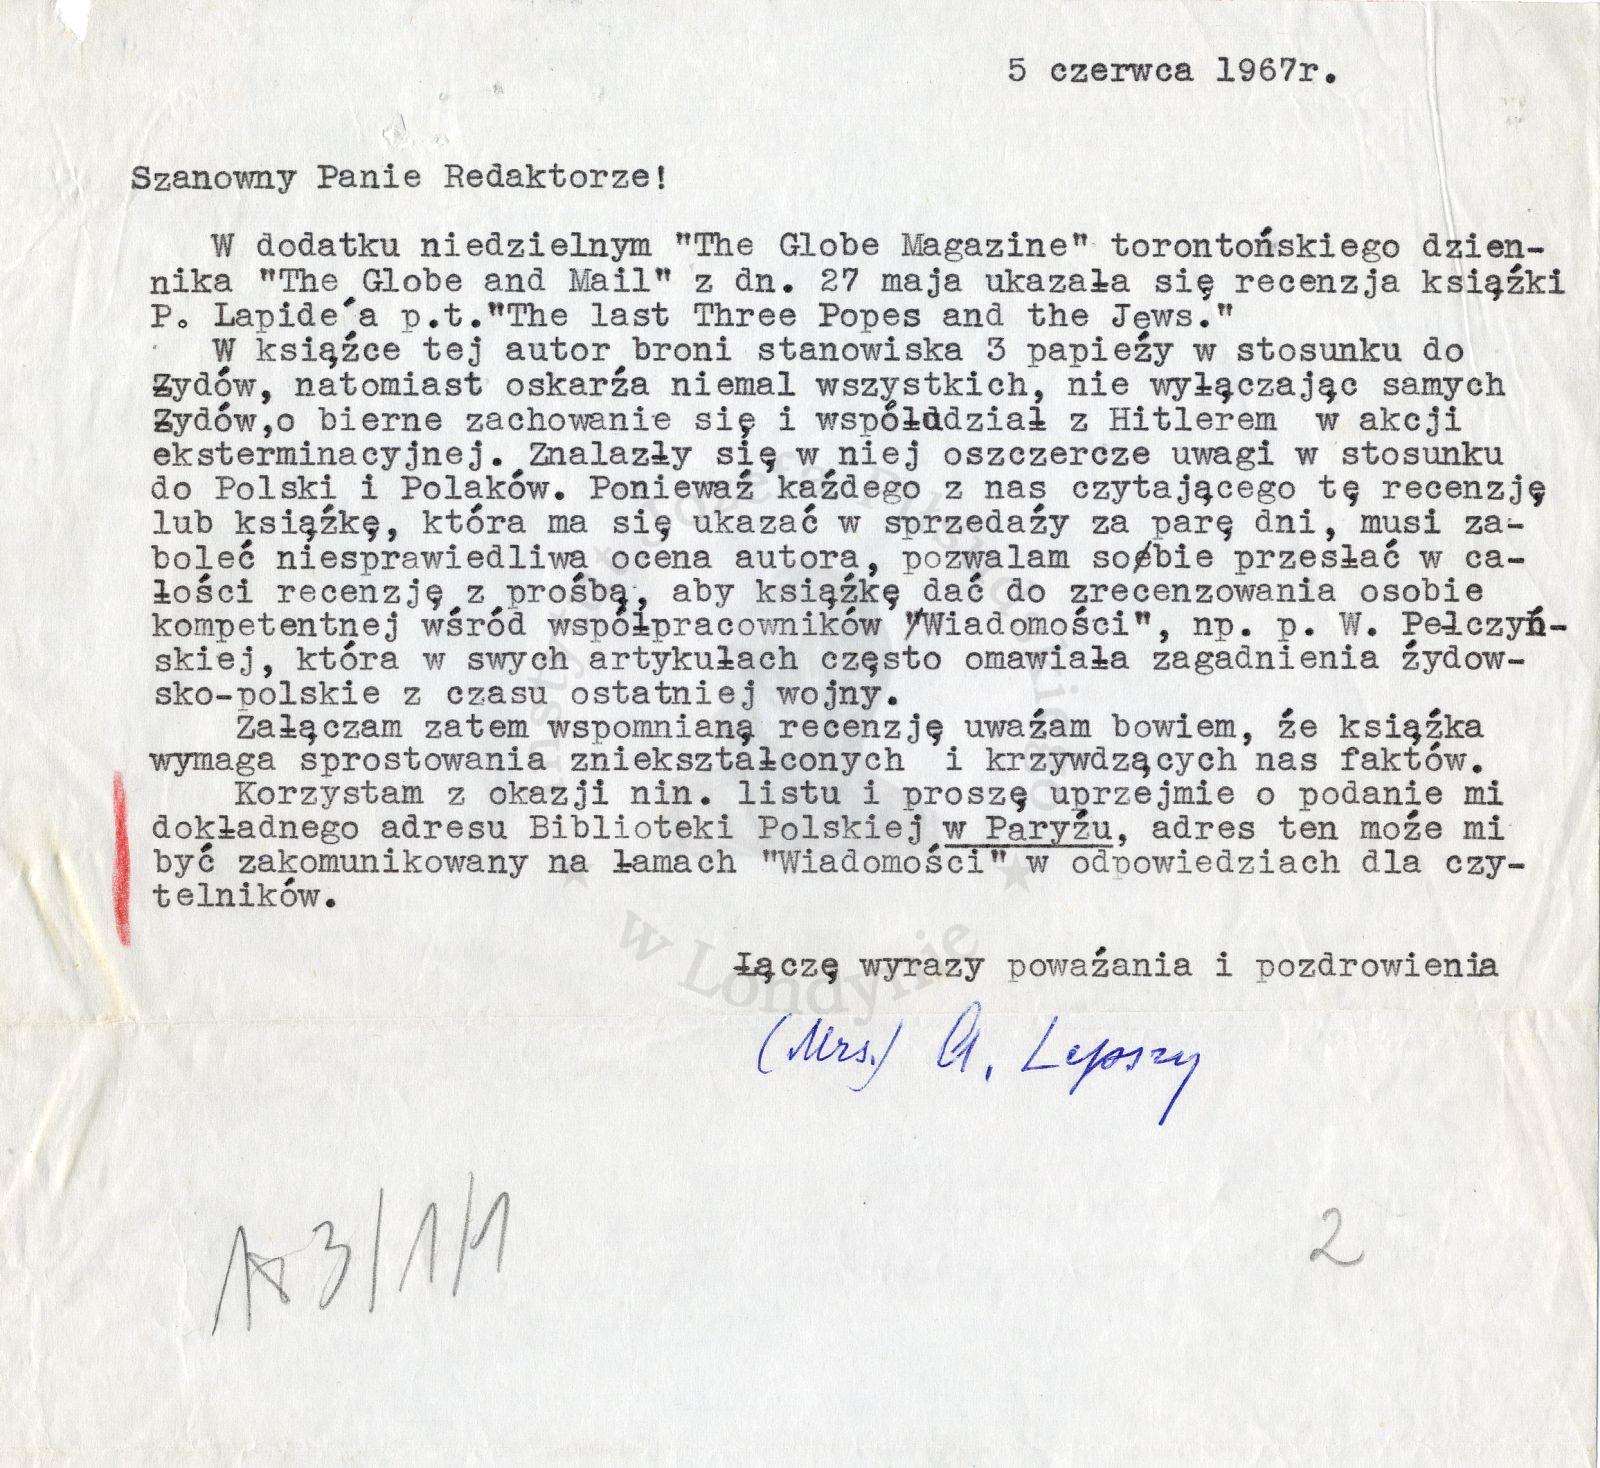 5 czerwca 1967r.
Szanowny Panie Redaktorze!
W dodatku niedzielnym "The Globe Magazine" torontońskiego dzien-
nika "The Globe and Mail" z dn. 27 maja ukazała się recenzja książki
P. Lapide´a p.t."The last Three Popes and the Jews."
W książce tej autor broni stanowiska 3 papieży w stosunku do
Żydów, natomiast oskarża niemal wszystkich, nie wyłączając samych
Żydów,o bierne zachowanie się i współudział z Hitlerem w akcji
eksterminacyjnej. Znalazły się w niej oszczercze uwagi w stosunku
do Polski i Polaków. Ponieważ każdego z nas czytającego tę recenzję
lub książkę, która ma się ukazać w sprzedaży za parę dni, musi za-
boleć niesprawiedliwa ocena autora, pozwalam sobie przesłać w ca-
łości recenzję z prośbą, aby książkę dać do zrecenzowania osobie
kompetentnej wśród współpracowników "Wiadomości", np. p. W. Pełczyń-
skiej, która w swych artykułach często omawiała zagadnienia żydow-
sko-polskie z czasu ostatniej wojny.
Załączam zatem wspomnianą recenzję uważam bowiem, że książka
wymaga sprostowania zniekształconych i krzywdzących nas faktów.
Korzystam z okazji nin. listu i proszę uprzejmie o podanie mi
dokładnego adresu Biblioteki Polskiej w Paryżu, adres ten może mi
być zakomunikowany na łamach "Wiadomości" w odpowiedziach dla czy-
telników.
Łączę wyrazy poważania i pozdrowienia
(Mrs.) A. Lepszy
3/1/1
2
Instytut Józefa Piłsudskiego
w Londynie